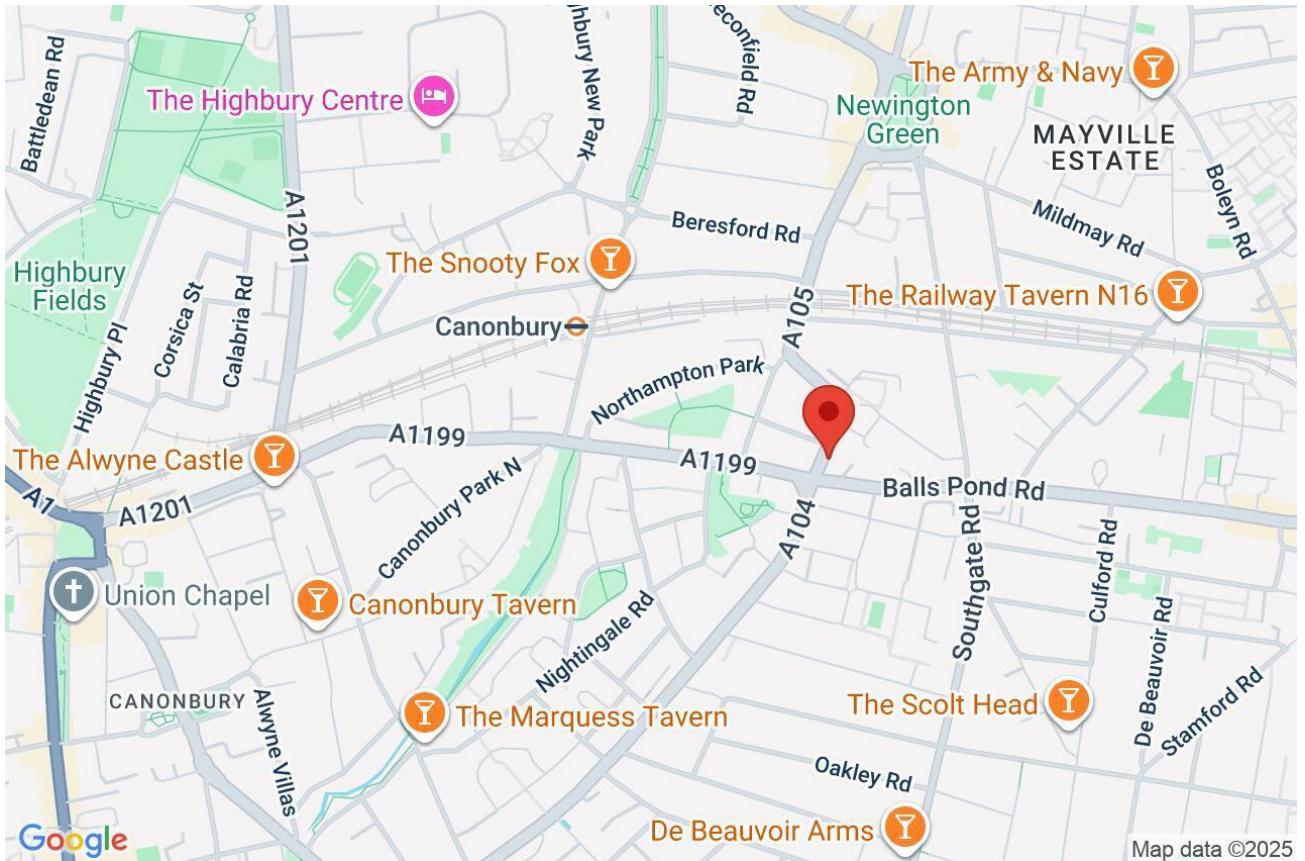 Battledean Rd
The Highbury Centre
A1201
ghbury New Park
econfield Rd
The Army & Navy
Newington
Green
MAYVILLE
ESTATE
Boleyn Rd
Mildmay Rd
Beresford Rd
Highbury
Fields
The Snooty Fox
The Railway Tavern N16
Corsica St
Calabria Rd
Highbury Pl
Canonbury
A105
Northampton Park
The Alwyne Castle
A1199
A1199
Balls Pond Rd
A1
A1201
Canonbury Park N
A104
Southgate Rd
Culford Rd
Union Chapel
Canonbury Tavern
Nightingale Rd
De Beauvoir Rd
Stamford Rd
CANONBURY
Alwyne Villas
The Marquess Tavern
The Scolt Head
Oakley Rd
De Beauvoir Arms
Google
Map data ©2025